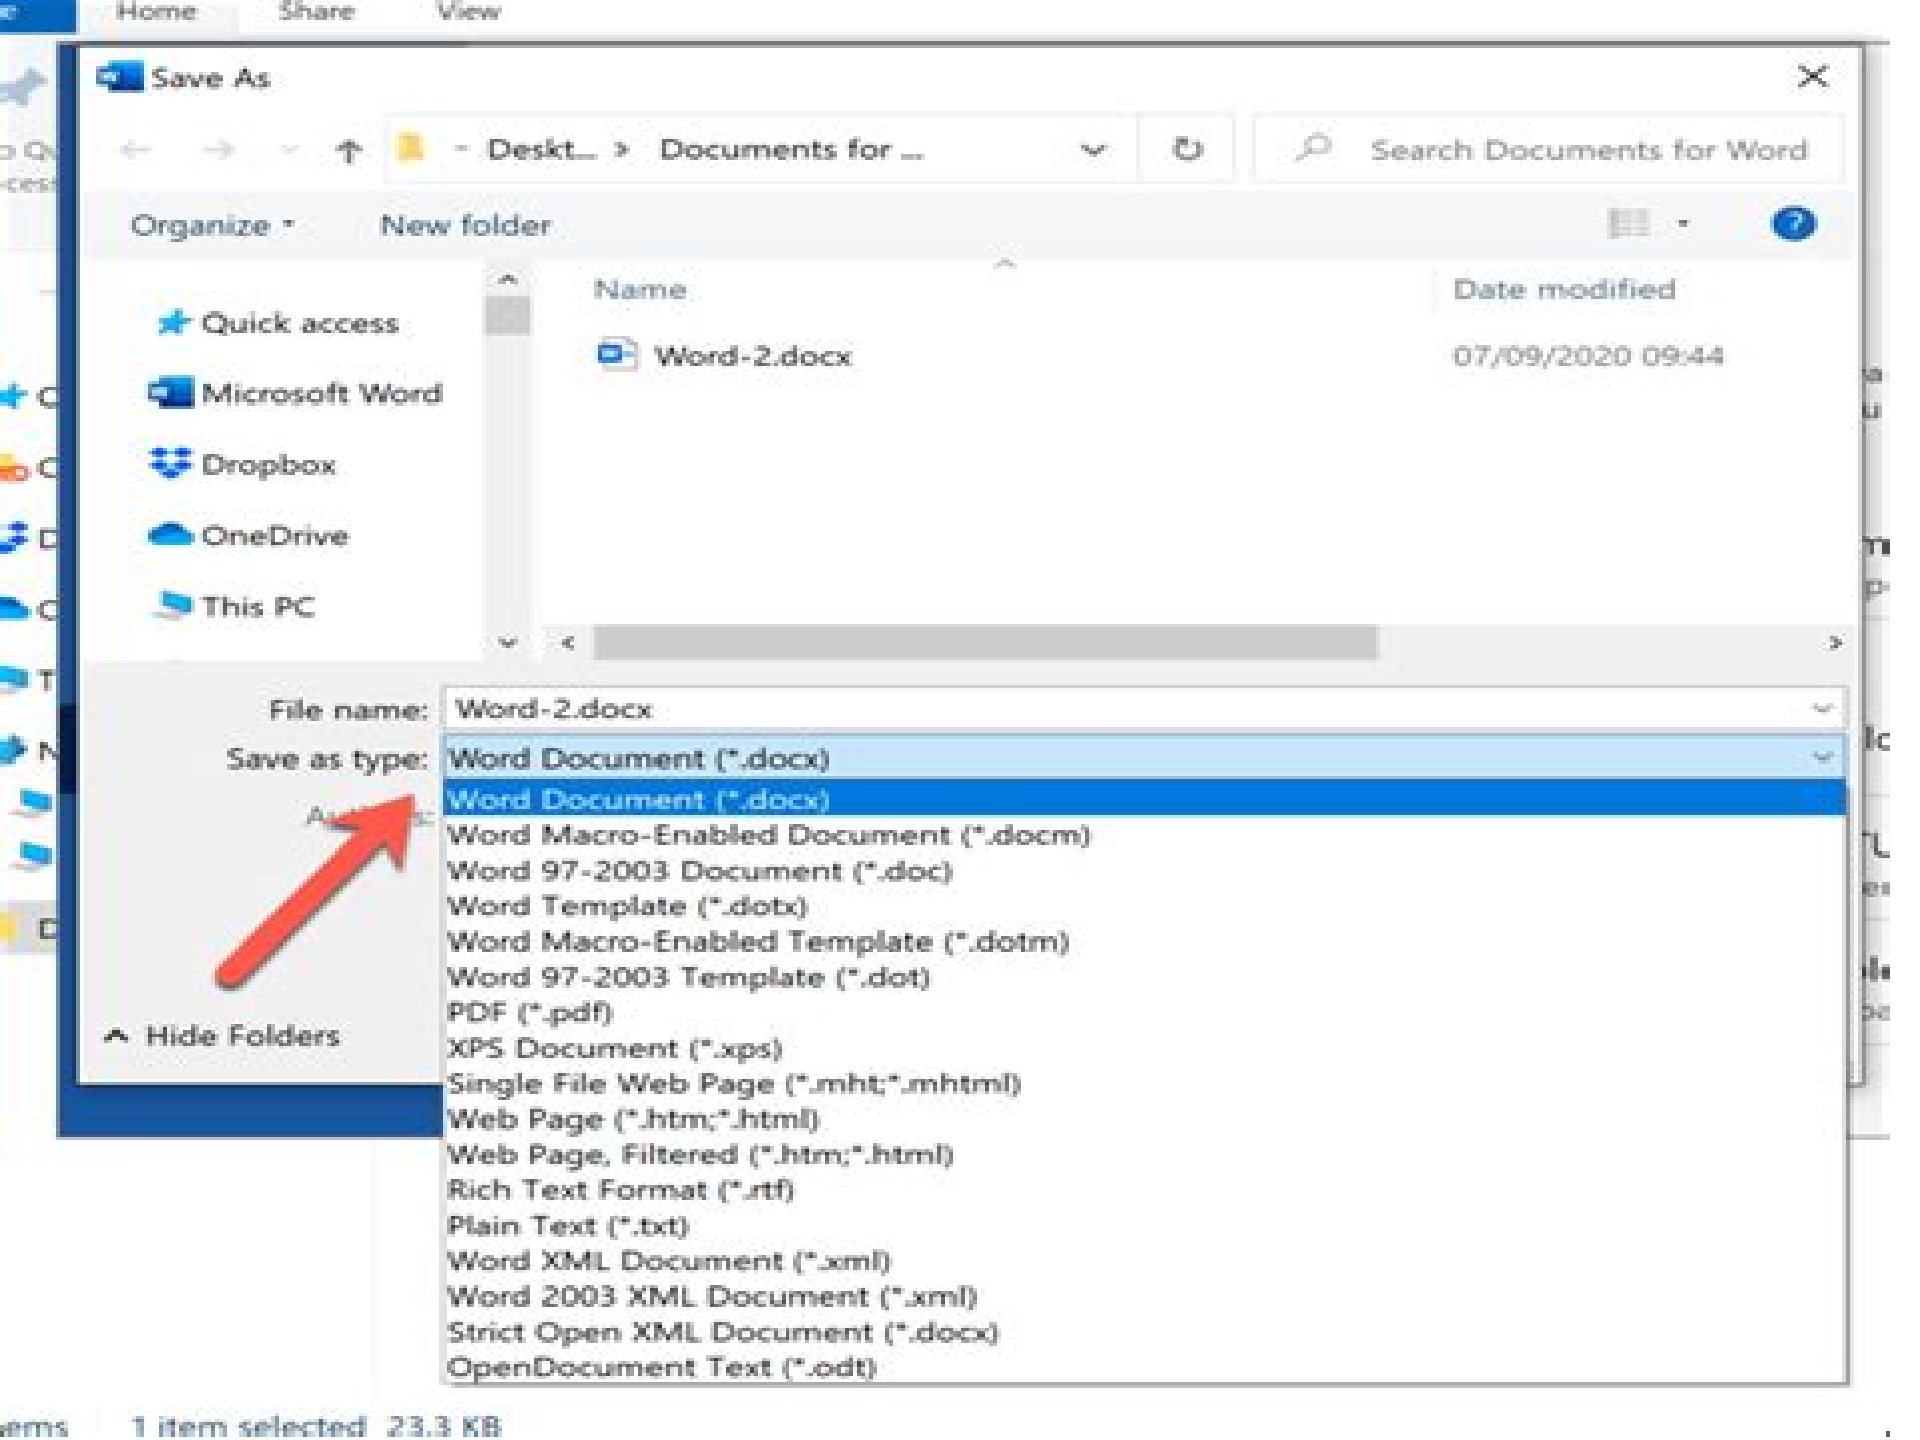 Home Share View
Save As
Deskt... > Documents for ...
Search Documents for Word
Organize
New folder
Name
Date modified
Quick access
Word-2.docx
07/09/2020 09:44
Microsoft Word
Dropbox
OneDrive
This PC
File name: Word-2.docx
Save as type: Word Document (*.docx)
Word Document (*.docx)
Word Macro-Enabled Document (*.docm)
Word 97-2003 Document (*.doc)
Word Template (*.dotx)
Word Macro-Enabled Template (*.dotm)
Word 97-2003 Template (*.dot)
PDF (*.pdf)
XPS Document (*.xps)
Single File Web Page (*.mht;*.mhtml)
Web Page (*.htm;*.html)
Web Page, Filtered (*.htm;*.html)
Rich Text Format (*.rtf)
Plain Text (*.txt)
Word XML Document (*.xml)
Word 2003 XML Document (*.xml)
Strict Open XML Document (*.docx)
OpenDocument Text (*.odt)
Hide Folders
1 item selected 23.3 KB